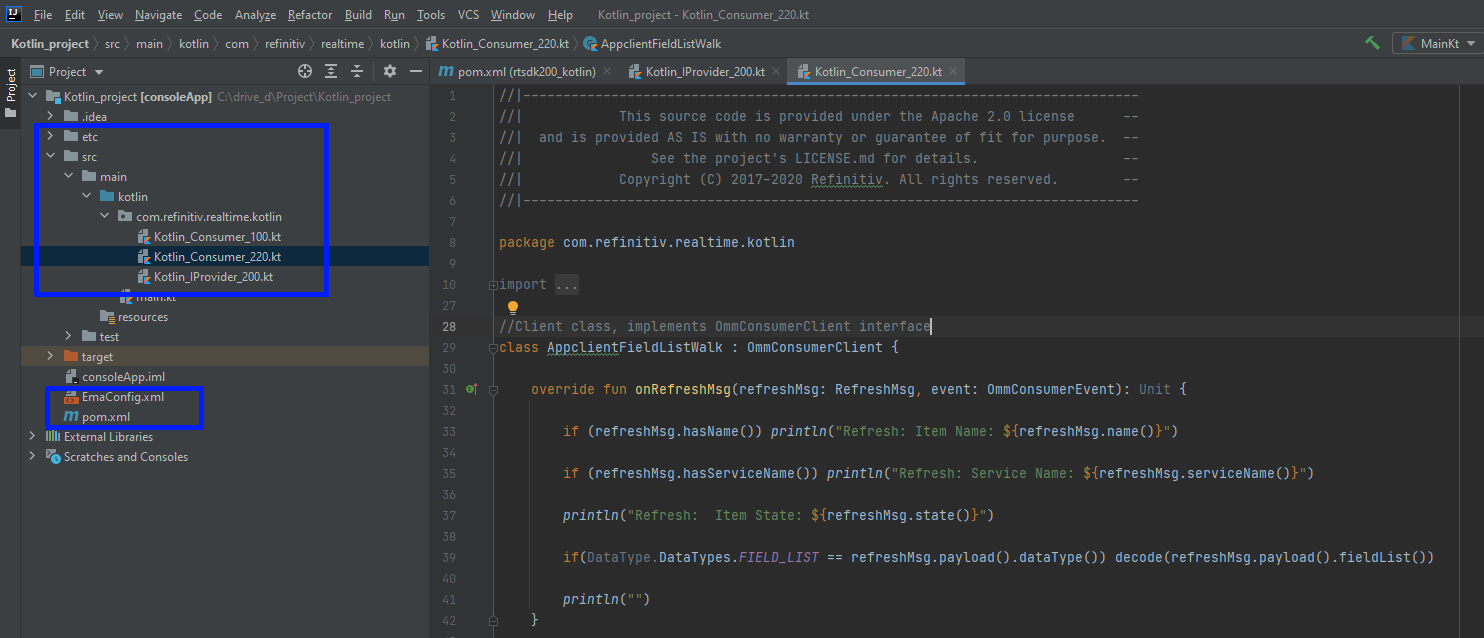 IJ File Edit View Navigate Code Analyze Refactor Build Run Tools VCS Window Help Kotlin_project - Kotlin_Consumer_220.kt
Kotlin_project src main kotlin com refinitiv realtime kotlin Kotlin_Consumer_220.kt AppclientFieldListWalk MainKt
Project
Project
Kotlin_project [consoleApp] C:\drive_d\Project\Kotlin_project
.idea
etc
src
main
kotlin
com.refinitiv.realtime.kotlin
Kotlin_Consumer_100.kt
Kotlin_Consumer_220.kt
Kotlin_IProvider_200.kt
main.kt
resources
test
target
consoleApp.iml
EmaConfig.xml
pom.xml
External Libraries
Scratches and Consoles
pom.xml (rtsdk200_kotlin) Kotlin_IProvider_200.kt Kotlin_Consumer_220.kt
1 //|-----------------------------------------------------------------------------
2 //| This source code is provided under the Apache 2.0 license --
3 //| and is provided AS IS with no warranty or guarantee of fit for purpose. --
4 //| See the project's LICENSE.md for details. --
5 //| Copyright (C) 2017-2020 Refinitiv. All rights reserved. --
6 //|-----------------------------------------------------------------------------
7
8 package com.refinitiv.realtime.kotlin
9
10 import ...
27
28 //Client class, implements OmmConsumerClient interface
29 class AppclientFieldListWalk : OmmConsumerClient {
30
31 override fun onRefreshMsg(refreshMsg: RefreshMsg, event: OmmConsumerEvent): Unit {
32
33 if (refreshMsg.hasName()) println("Refresh: Item Name: ${refreshMsg.name()}")
34
35 if (refreshMsg.hasServiceName()) println("Refresh: Service Name: ${refreshMsg.serviceName()}")
36
37 println("Refresh:  Item State: ${refreshMsg.state()}")
38
39 if(DataType.DataTypes.FIELD_LIST == refreshMsg.payload().dataType()) decode(refreshMsg.payload().fieldList())
40
41 println("")
42 }